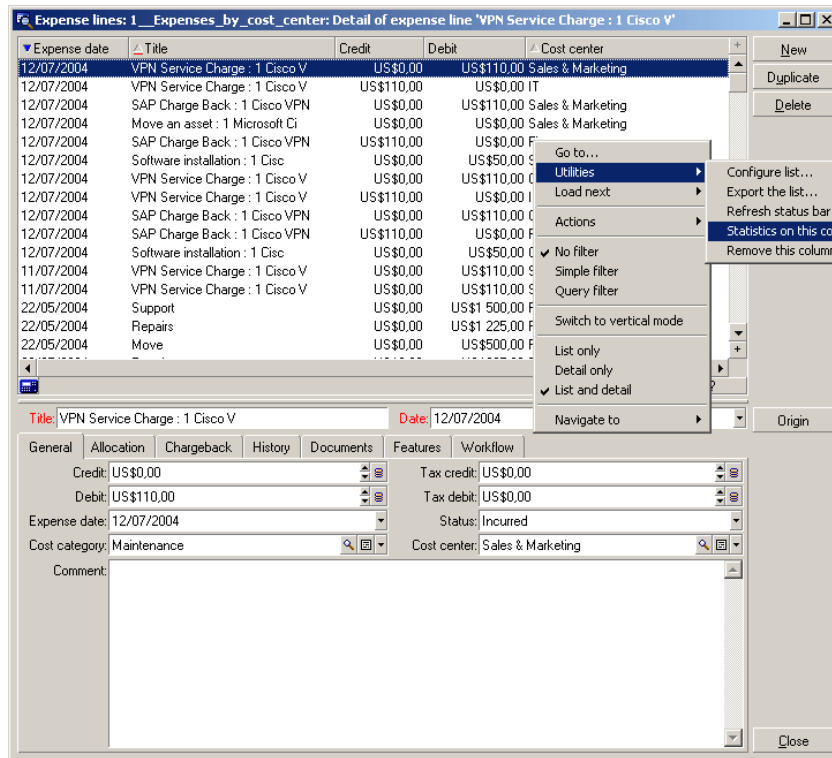 Expense lines: 1__Expenses_by_cost_center: Detail of expense line 'VPN Service Charge : 1 Cisco V'
Expense date Title Credit Debit Cost center
12/07/2004 VPN Service Charge : 1 Cisco V US$0,00 US$110,00 Sales & Marketing
12/07/2004 VPN Service Charge : 1 Cisco V US$110,00 US$0,00 IT
12/07/2004 SAP Charge Back : 1 Cisco VPN US$0,00 US$110,00 Sales & Marketing
12/07/2004 Move an asset : 1 Microsoft Ci US$0,00 US$0,00 Sales & Marketing
12/07/2004 SAP Charge Back : 1 Cisco VPN US$110,00 US$0,00
12/07/2004 Software installation : 1 Cisc US$0,00 US$50,00
12/07/2004 VPN Service Charge : 1 Cisco V US$0,00 US$110,00
12/07/2004 VPN Service Charge : 1 Cisco V US$110,00 US$0,00
12/07/2004 SAP Charge Back : 1 Cisco VPN US$0,00 US$110,00
12/07/2004 SAP Charge Back : 1 Cisco VPN US$110,00 US$0,00
12/07/2004 Software installation : 1 Cisc US$0,00 US$50,00
11/07/2004 VPN Service Charge : 1 Cisco V US$0,00 US$110,00
11/07/2004 VPN Service Charge : 1 Cisco V US$0,00 US$110,00
22/05/2004 Support US$0,00 US$1 500,00
22/05/2004 Repairs US$0,00 US$1 225,00
22/05/2004 Move US$0,00 US$500,00
New
Duplicate
Delete
Go to...
Utilities
Load next
Actions
No filter
Simple filter
Query filter
Switch to vertical mode
List only
Detail only
List and detail
Navigate to
Configure list...
Export the list...
Refresh status bar
Statistics on this co
Remove this column
Title: VPN Service Charge : 1 Cisco V Date: 12/07/2004
Origin
General Allocation Chargeback History Documents Features Workflow
Credit: US$0,00 Tax credit: US$0,00
Debit: US$110,00 Tax debit: US$0,00
Expense date: 12/07/2004 Status: Incurred
Cost category: Maintenance Cost center: Sales & Marketing
Comment:
Close